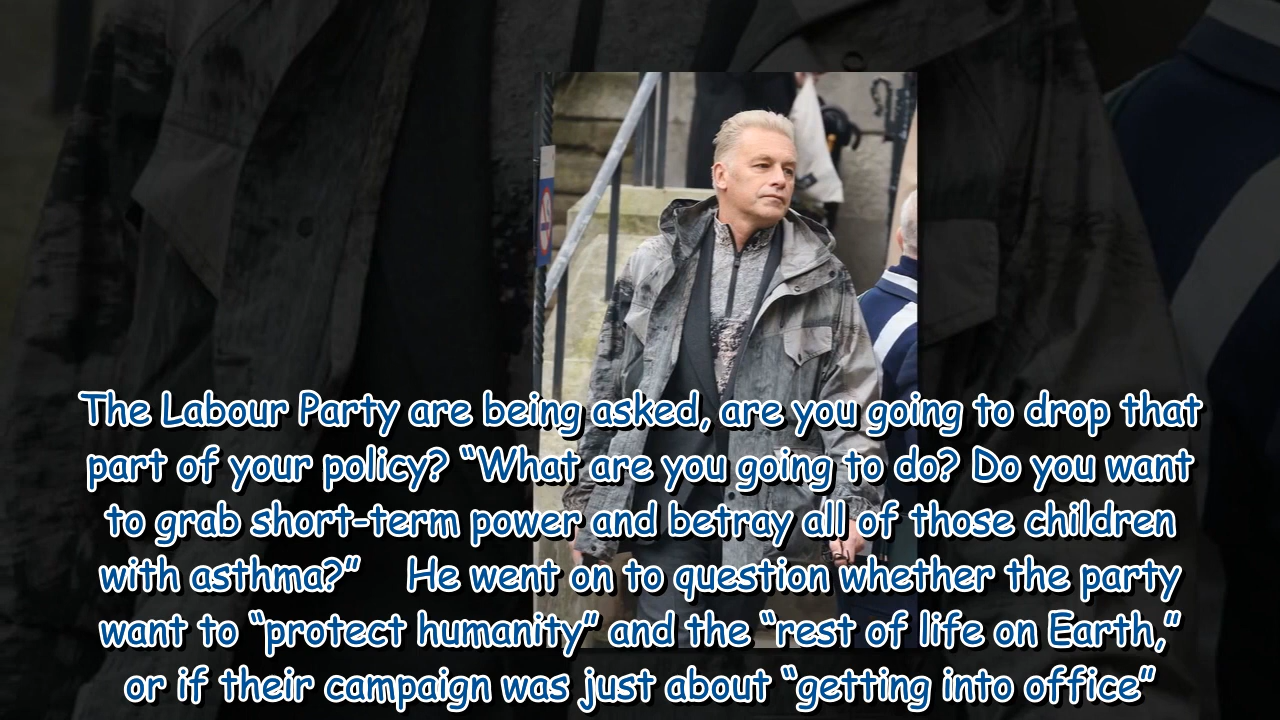 The Labour Party are being asked, are you going to drop that
part of your policy? “What are you going to do? Do you want
to grab short-term power and betray all of those children
with asthma?” He went on to question whether the party
want to “protect humanity” and the “rest of life on Earth,”
or if their campaign was just about “getting into office”